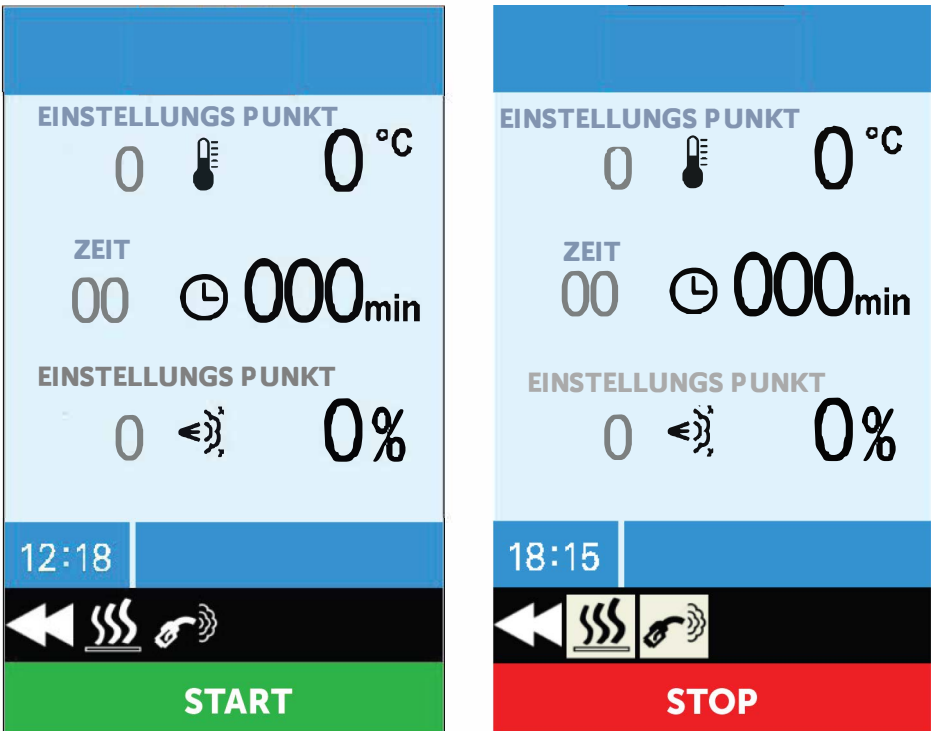 EINSTELLUNGS PUNKT
0 0 °C
ZEIT
00 000 min
EINSTELLUNGS PUNKT
0 0 %
12:18
START
EINSTELLUNGS PUNKT
0 0 °C
ZEIT
00 000 min
EINSTELLUNGS PUNKT
0 0 %
18:15
STOP